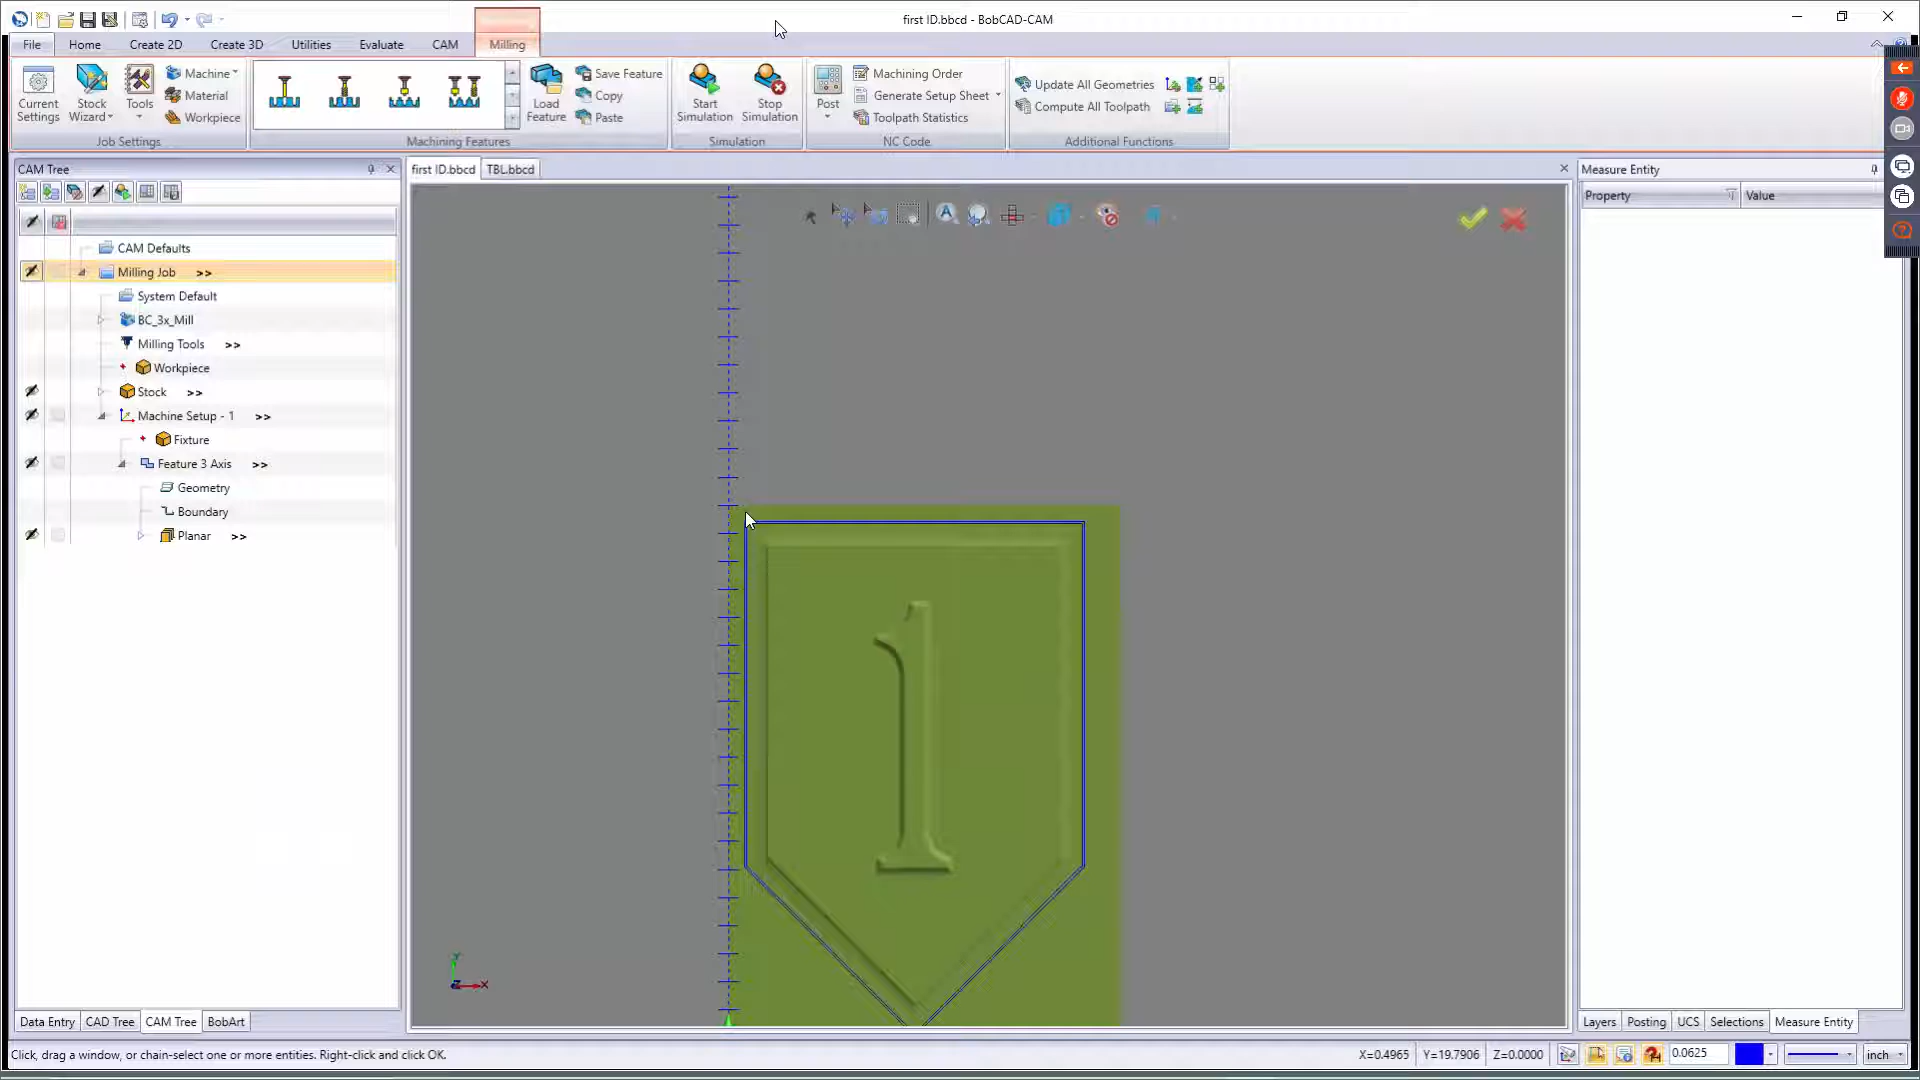 first ID.bbcd - BobCAD-CAM
File Home Create 2D Create 3D Utilities Evaluate CAM Milling
Current Settings
Stock Wizard
Tools
Machine
Material
Workpiece
Job Settings
Machining Features
Load Feature
Save Feature
Copy
Paste
Start Simulation
Stop Simulation
Simulation
Post
Machining Order
Generate Setup Sheet
Toolpath Statistics
NC Code
Update All Geometries
Compute All Toolpath
Additional Functions
CAM Tree
first ID.bbcd TBL.bbcd
Measure Entity
Property Value
CAM Defaults
Milling Job >>
System Default
BC_3x_Mill
Milling Tools >>
Workpiece
Stock >>
Machine Setup - 1 >>
Fixture
Feature 3 Axis >>
Geometry
Boundary
Planar >>
1
Y
Z X
Data Entry CAD Tree CAM Tree BobArt
Layers Posting UCS Selections Measure Entity
Click, drag a window, or chain-select one or more entities. Right-click and click OK.
X=0.4965 Y=19.7906 Z=0.0000 0.0625 inch